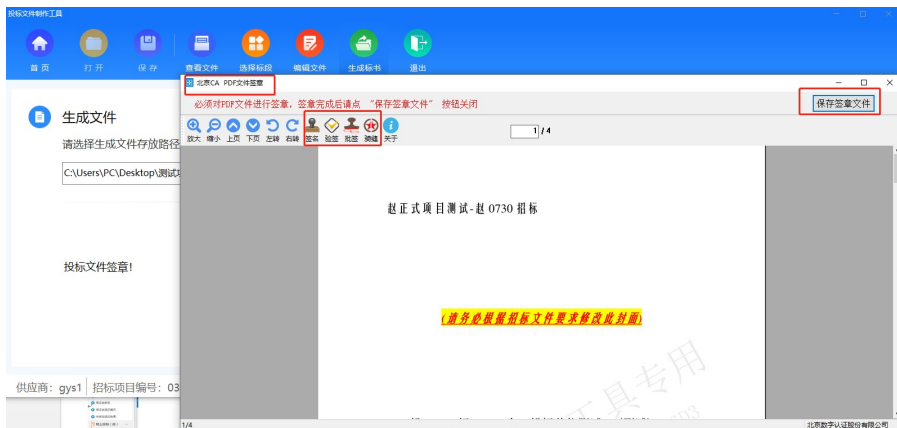 投标文件制作工具
首 页
打 开
保 存
查看文件
选择标段
编辑文件
生成标书
退出
北京CA PDF文件签章
必须对PDF文件进行签章，签章完成后请点 “保存签章文件” 按钮关闭
保存签章文件
放大 缩小 上页 下页 左转 右转 签名 验签 批签 骑缝 关于
1 / 4
生成文件
请选择生成文件存放路径
C:\Users\PC\Desktop\测试
赵正式项目测试-赵 0730 招标
投标文件签章!
(请务必根据招标文件要求修改此封面)
工具专用
供应商: gys1 招标项目编号: 03
1/4
北京数字认证股份有限公司